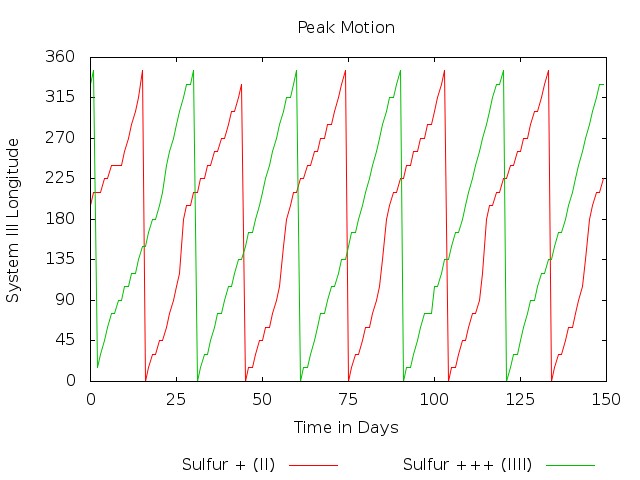 Peak Motion
360
315
270
225
180
135
90
45
0
System III Longitude
0 25 50 75 100 125 150
Time in Days
Sulfur + (II) Sulfur +++ (IIII)